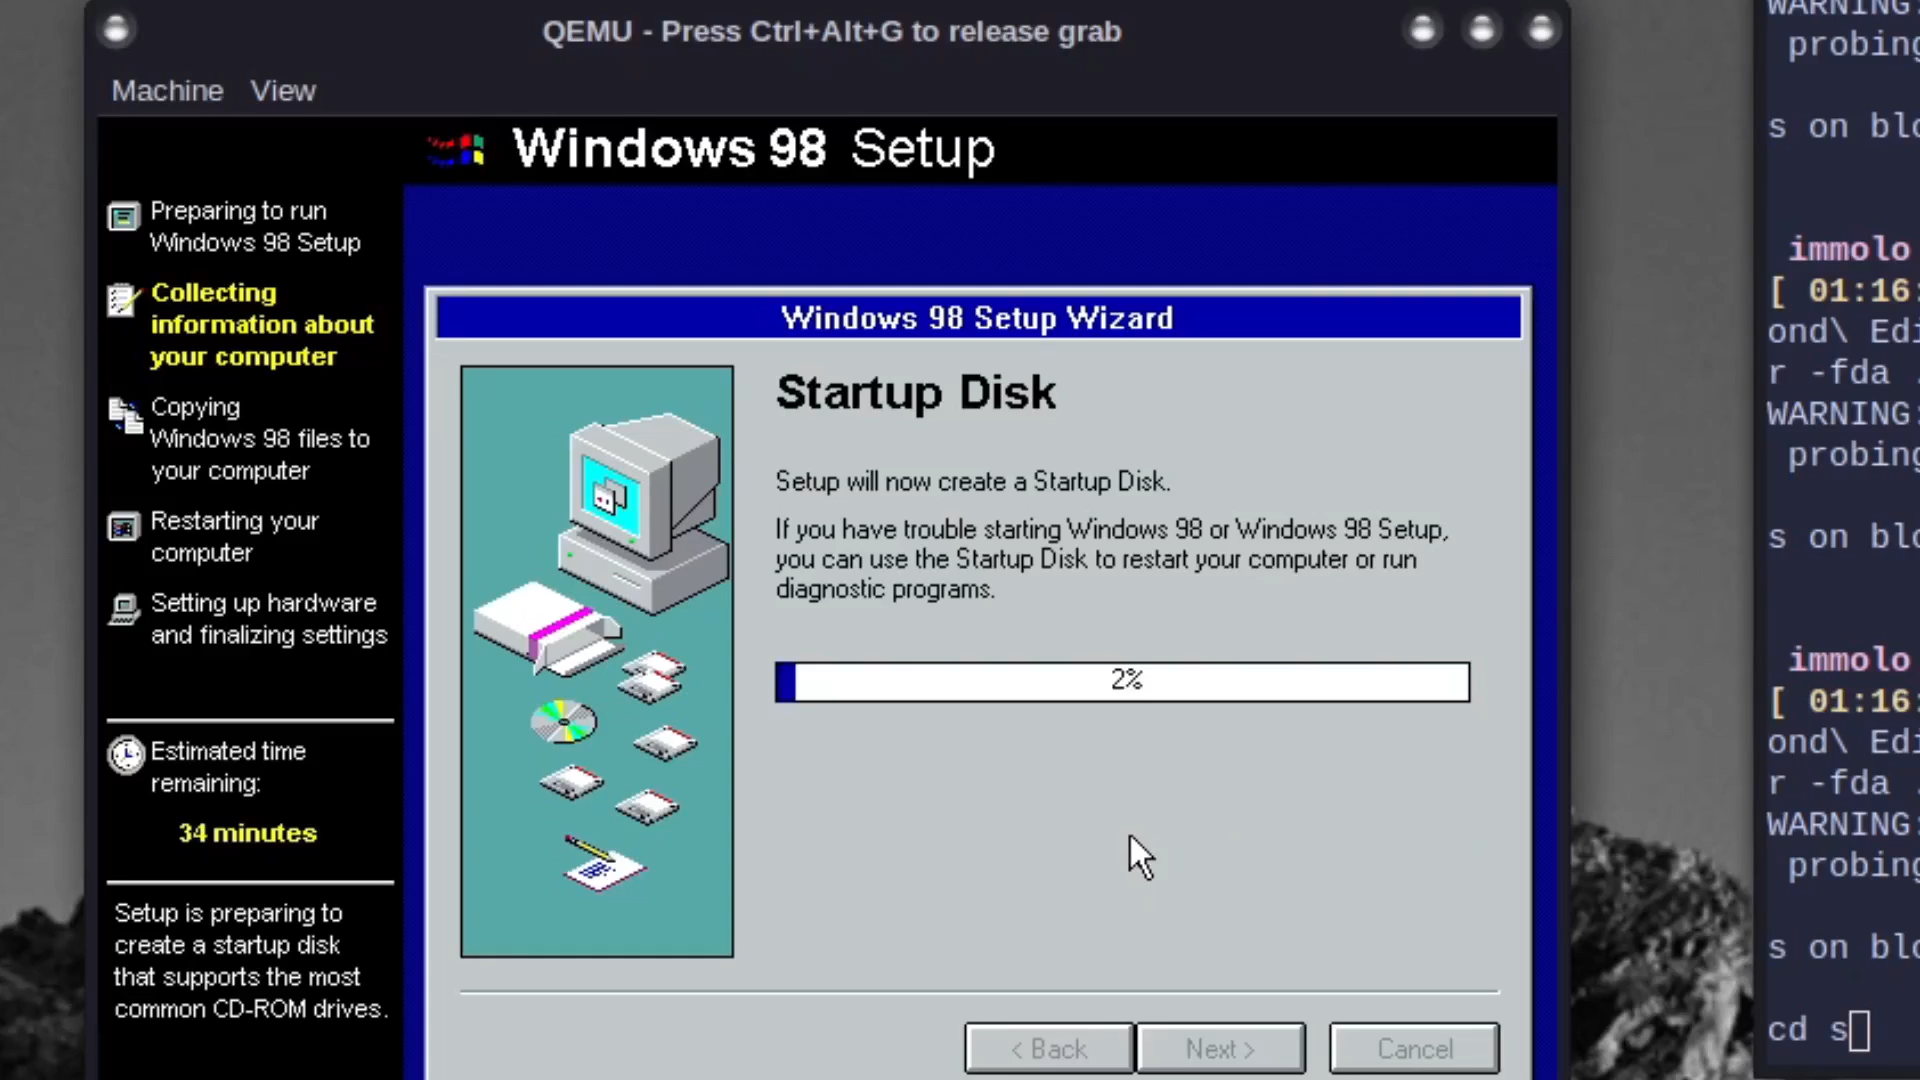 QEMU - Press Ctrl+Alt+G to release grab
Machine View
Windows 98 Setup
Preparing to run
Windows 98 Setup
Collecting
information about
your computer
Copying
Windows 98 files to
your computer
Restarting your
computer
Setting up hardware
and finalizing settings
Estimated time
remaining:
34 minutes
Setup is preparing to
create a startup disk
that supports the most
common CD-ROM drives.
Windows 98 Setup Wizard
Startup Disk
Setup will now create a Startup Disk.
If you have trouble starting Windows 98 or Windows 98 Setup,
you can use the Startup Disk to restart your computer or run
diagnostic programs.
2%
< Back Next > Cancel
WARNING:
probing
s on blo
immolo
[ 01:16:
ond\ Edi
r -fda .
WARNING:
probing
s on blo
immolo
[ 01:16:
ond\ Edi
r -fda .
WARNING:
probing
s on blo
cd s